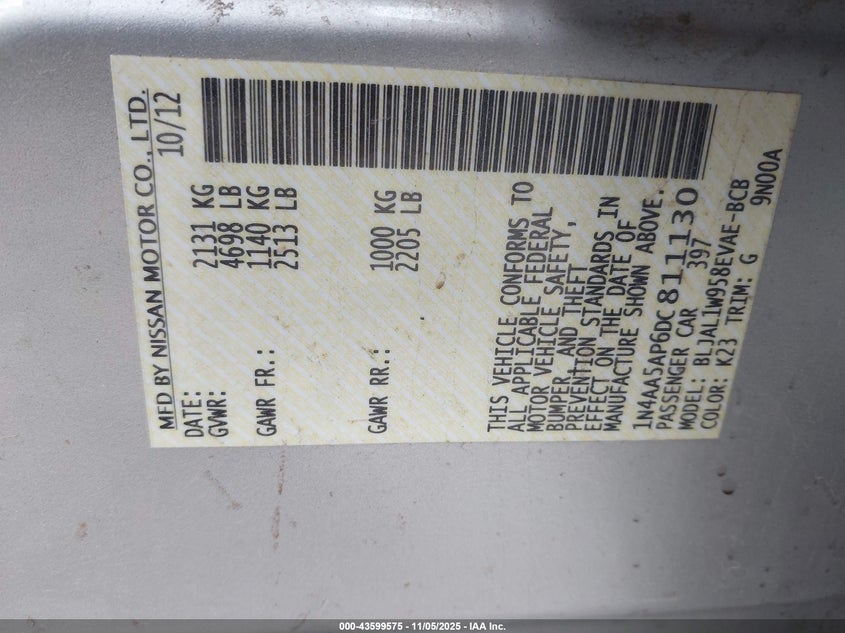 MFD BY NISSAN MOTOR CO., LTD.
DATE: 10/12
GVWR: 2131 KG
4698 LB
GAWR FR.: 1140 KG
2513 LB
GAWR RR.: 1000 KG
2205 LB
THIS VEHICLE CONFORMS TO
ALL APPLICABLE FEDERAL
MOTOR VEHICLE SAFETY,
BUMPER, AND THEFT
PREVENTION STANDARDS IN
EFFECT ON THE DATE OF
MANUFACTURE SHOWN ABOVE.
1N4AA5AP6DC811130
PASSENGER CAR 397
MODEL: BLJAL1W958EVAE-BCB
COLOR: K23 TRIM: G 9N00A
000-43599575 - 11/05/2025 - IAA Inc.